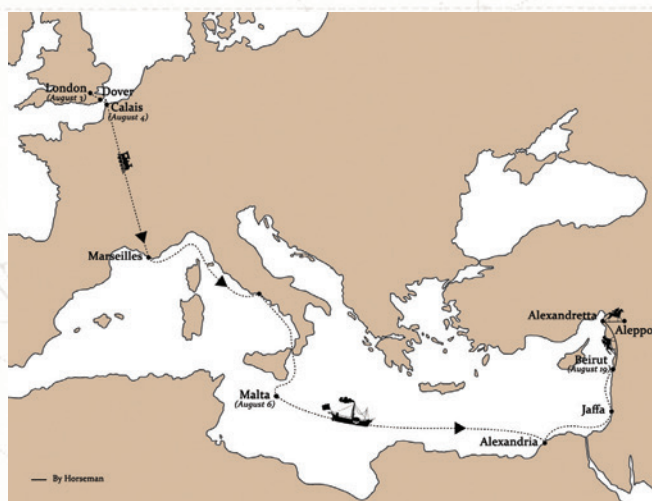 London
(August 3)
Dover
Calais
(August 4)
Marseilles
Malta
(August 6)
Alexandria
Jaffa
Beirut
(August 19)
Alexandretta
Aleppo
By Horseman